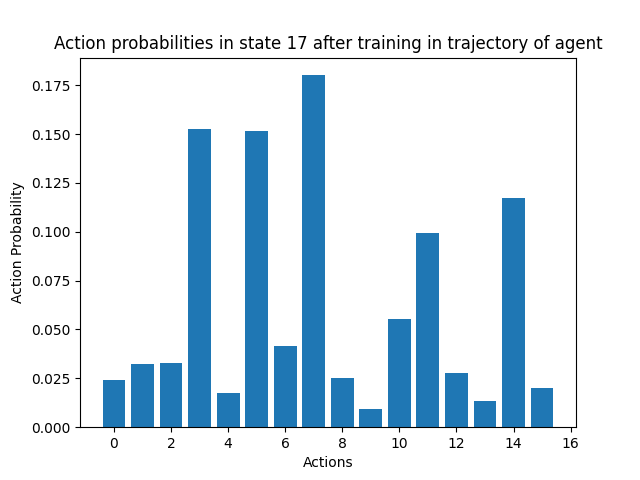 Action probabilities in state 17 after training in trajectory of agent
0.175
0.150
0.125
0.100
0.075
0.050
0.025
0.000
Action Probability
0 2 4 6 8 10 12 14 16
Actions